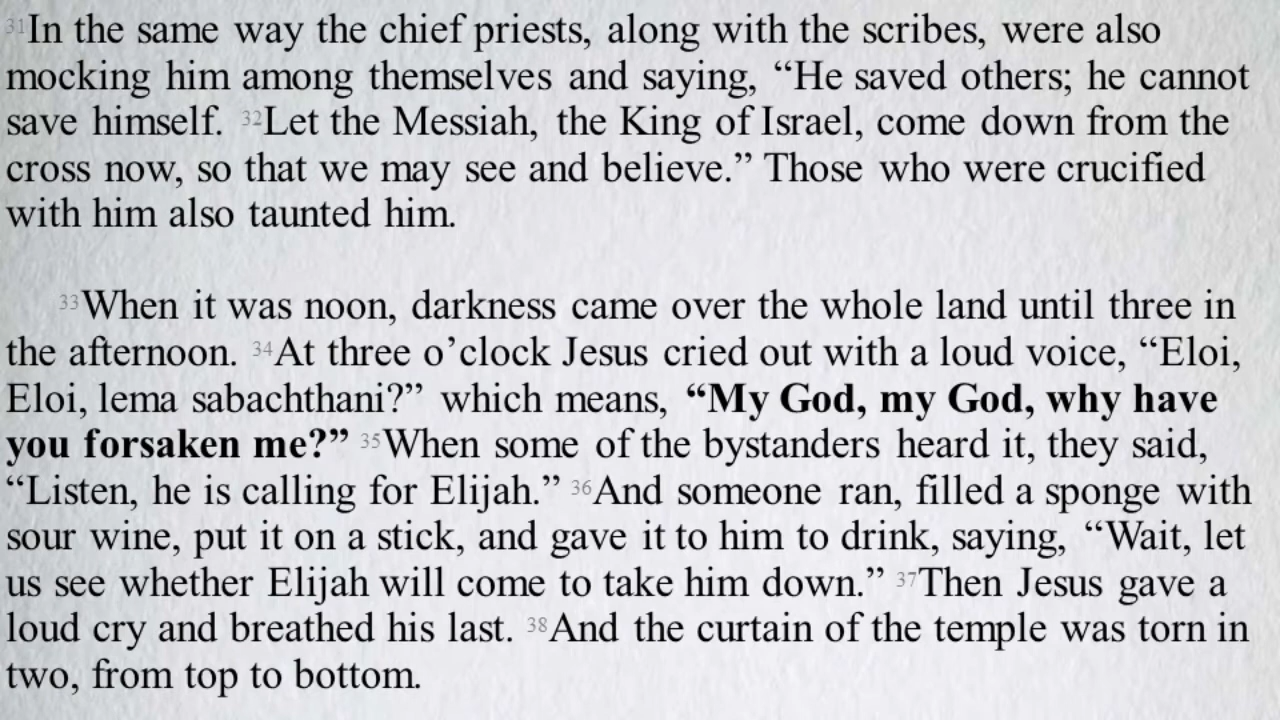 31In the same way the chief priests, along with the scribes, were also
mocking him among themselves and saying, “He saved others; he cannot
save himself. 32Let the Messiah, the King of Israel, come down from the
cross now, so that we may see and believe.” Those who were crucified
with him also taunted him.
33When it was noon, darkness came over the whole land until three in
the afternoon. 34At three o’clock Jesus cried out with a loud voice, “Eloi,
Eloi, lema sabachthani?” which means, “My God, my God, why have
you forsaken me?” 35When some of the bystanders heard it, they said,
“Listen, he is calling for Elijah.” 36And someone ran, filled a sponge with
sour wine, put it on a stick, and gave it to him to drink, saying, “Wait, let
us see whether Elijah will come to take him down.” 37Then Jesus gave a
loud cry and breathed his last. 38And the curtain of the temple was torn in
two, from top to bottom.